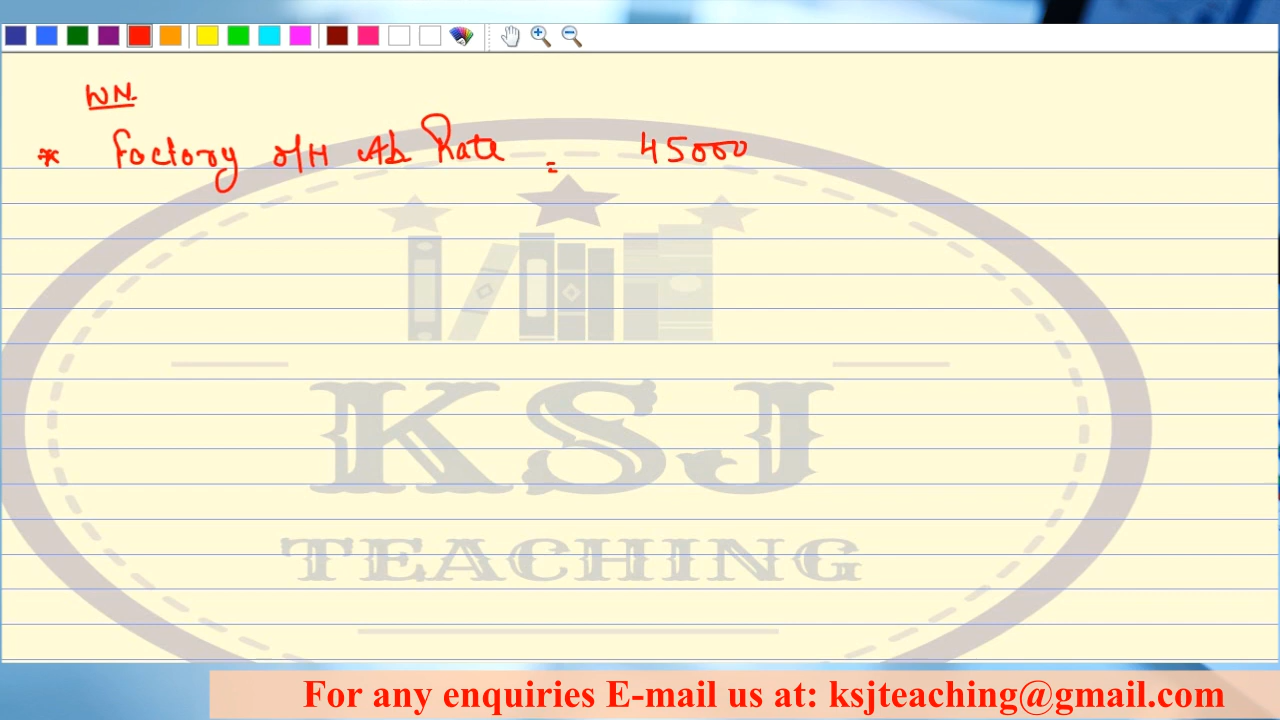 WN.
* Factory O/H Ab Rate = 45000
KSJ
TEACHING
For any enquiries E-mail us at: ksjteaching@gmail.com